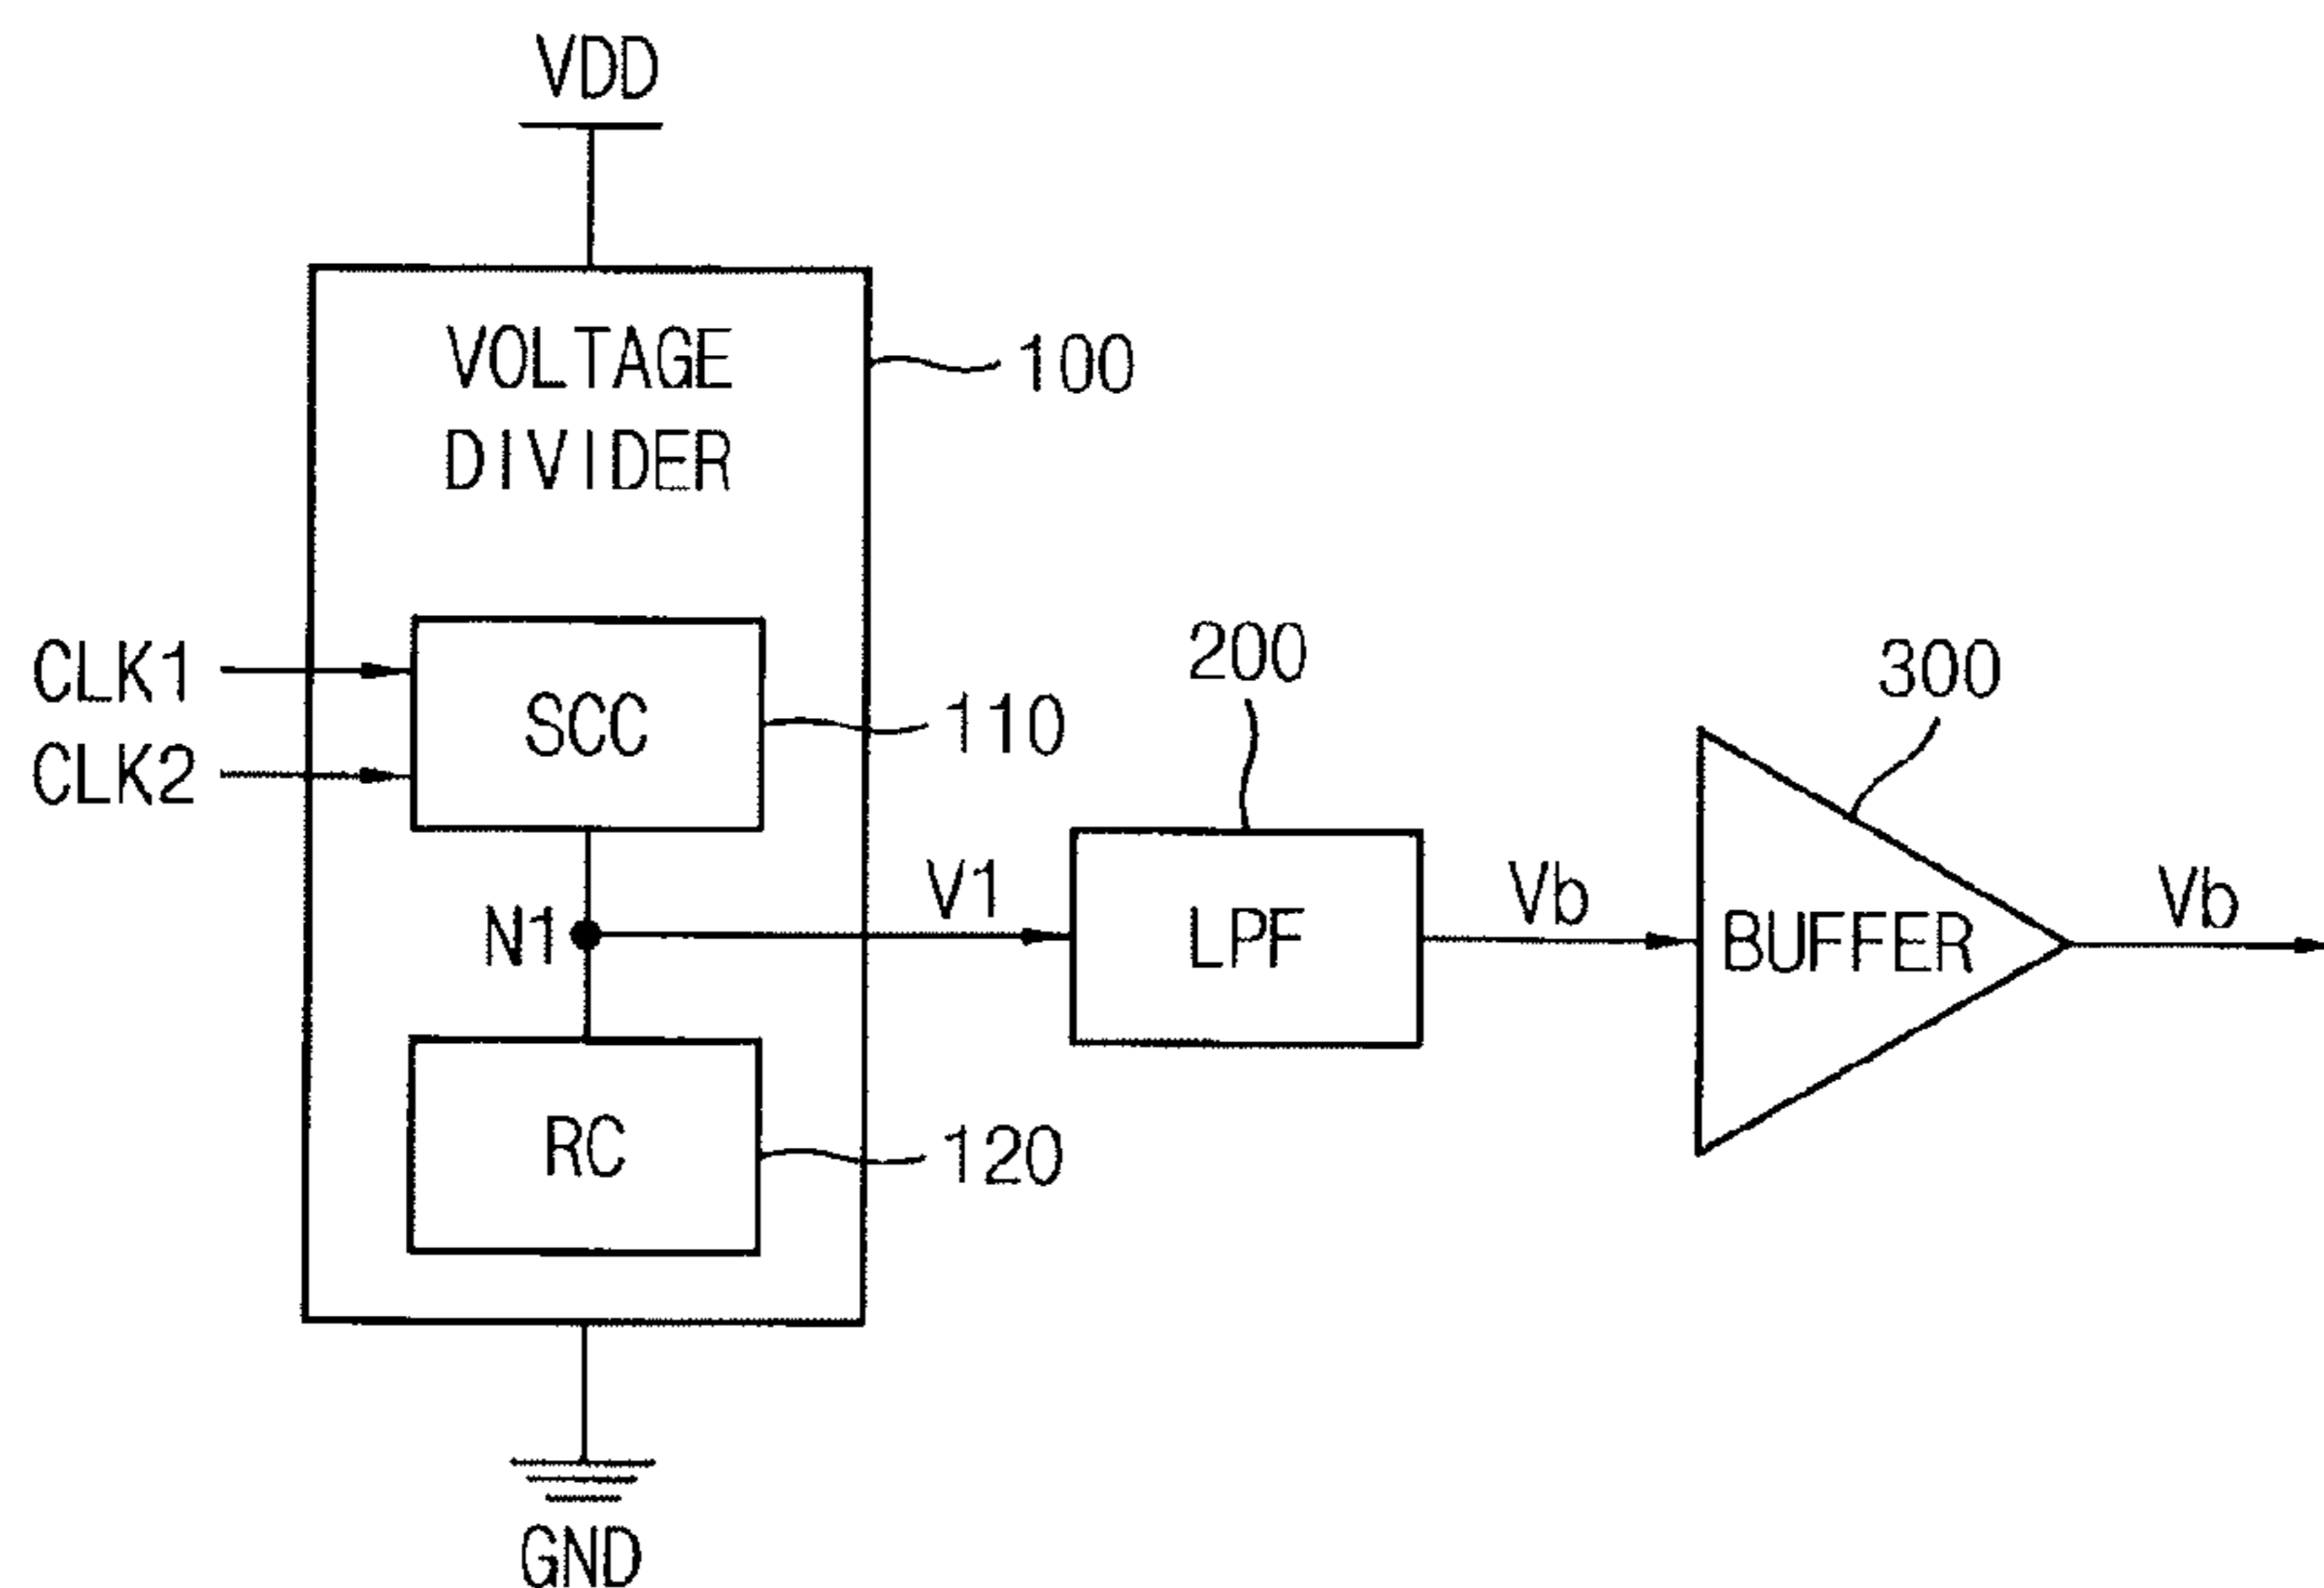 VDD
VOLTAGE
DIVIDER
100
CLK1
CLK2
SCC
110
200
300
N1
V1
LPF
Vb
BUFFER
Vb
RC
120
GND